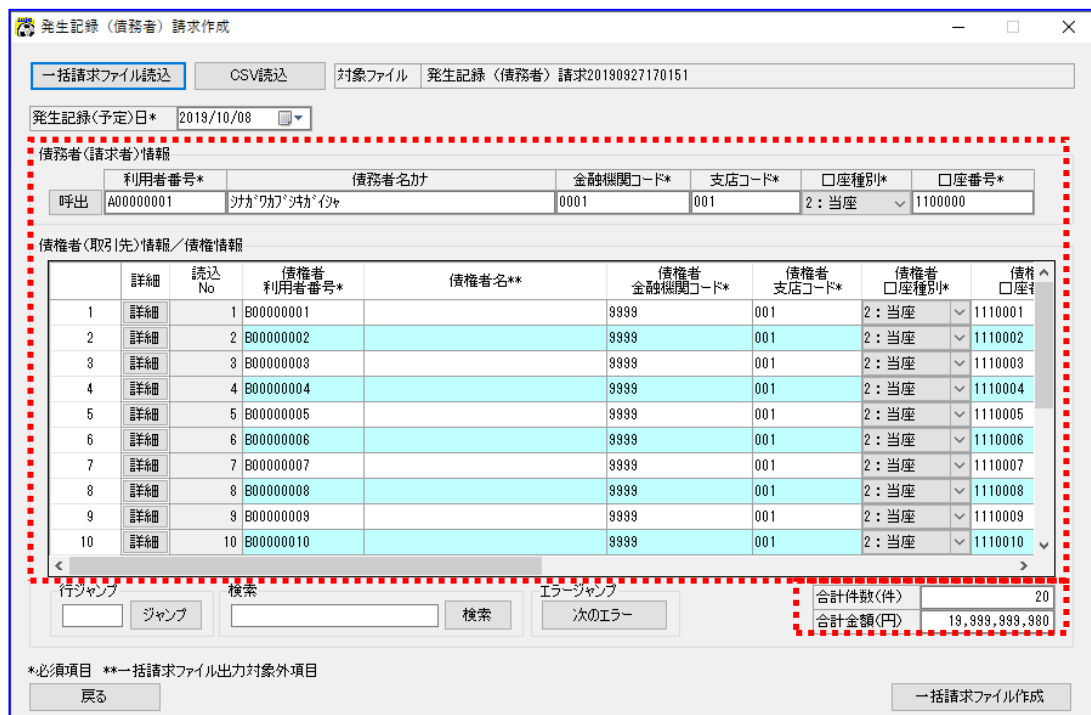 発生記録（債務者）請求作成
一括請求ファイル読込 CSV読込 対象ファイル 発生記録（債務者）請求20190927170151
発生記録(予定)日* 2019/10/08
債務者(請求者)情報
利用者番号* 債務者名カナ 金融機関コード* 支店コード* 口座種別* 口座番号*
呼出 A00000001 ｼﾅｶﾞﾜｶﾌﾞｼｷｶﾞｲｼｬ 0001 001 2：当座 1100000
債権者(取引先)情報／債権情報
詳細 読込No 債権者利用者番号* 債権者名** 債権者金融機関コード* 債権者支店コード* 債権者口座種別*
1 詳細 1 B00000001 9999 001 2：当座 1110001
2 詳細 2 B00000002 9999 001 2：当座 1110002
3 詳細 3 B00000003 9999 001 2：当座 1110003
4 詳細 4 B00000004 9999 001 2：当座 1110004
5 詳細 5 B00000005 9999 001 2：当座 1110005
6 詳細 6 B00000006 9999 001 2：当座 1110006
7 詳細 7 B00000007 9999 001 2：当座 1110007
8 詳細 8 B00000008 9999 001 2：当座 1110008
9 詳細 9 B00000009 9999 001 2：当座 1110009
10 詳細 10 B00000010 9999 001 2：当座 1110010
行ジャンプ 検索 エラージャンプ
ジャンプ 検索 次のエラー
合計件数(件) 20
合計金額(円) 19,999,999,980
*必須項目 **一括請求ファイル出力対象外項目
戻る 一括請求ファイル作成